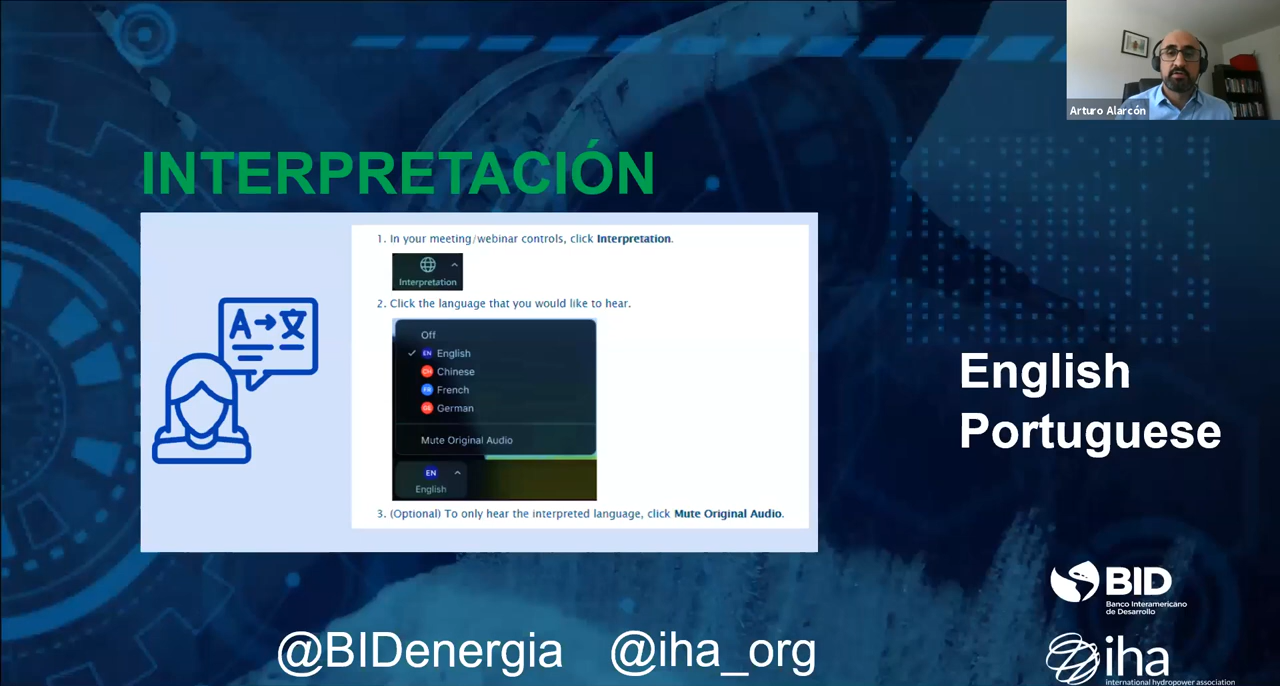 Arturo Alarcón
INTERPRETACIÓN
1. In your meeting/webinar controls, click Interpretation.
Interpretation
2. Click the language that you would like to hear.
Off
EN English
CH Chinese
FR French
GE German
Mute Original Audio
EN
English
3. (Optional) To only hear the interpreted language, click Mute Original Audio.
A 文
English
Portuguese
BID
Banco Interamericano
de Desarrollo
@BIDenergia @iha_org
iha
international hydropower association